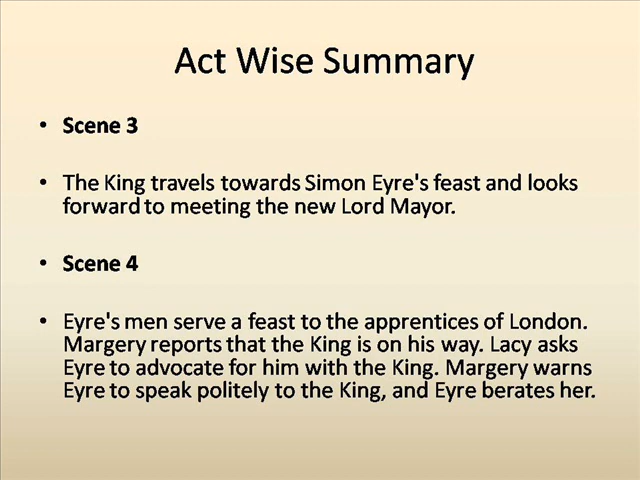 Act Wise Summary
• Scene 3
• The King travels towards Simon Eyre's feast and looks
forward to meeting the new Lord Mayor.
• Scene 4
• Eyre's men serve a feast to the apprentices of London.
Margery reports that the King is on his way. Lacy asks
Eyre to advocate for him with the King. Margery warns
Eyre to speak politely to the King, and Eyre berates her.